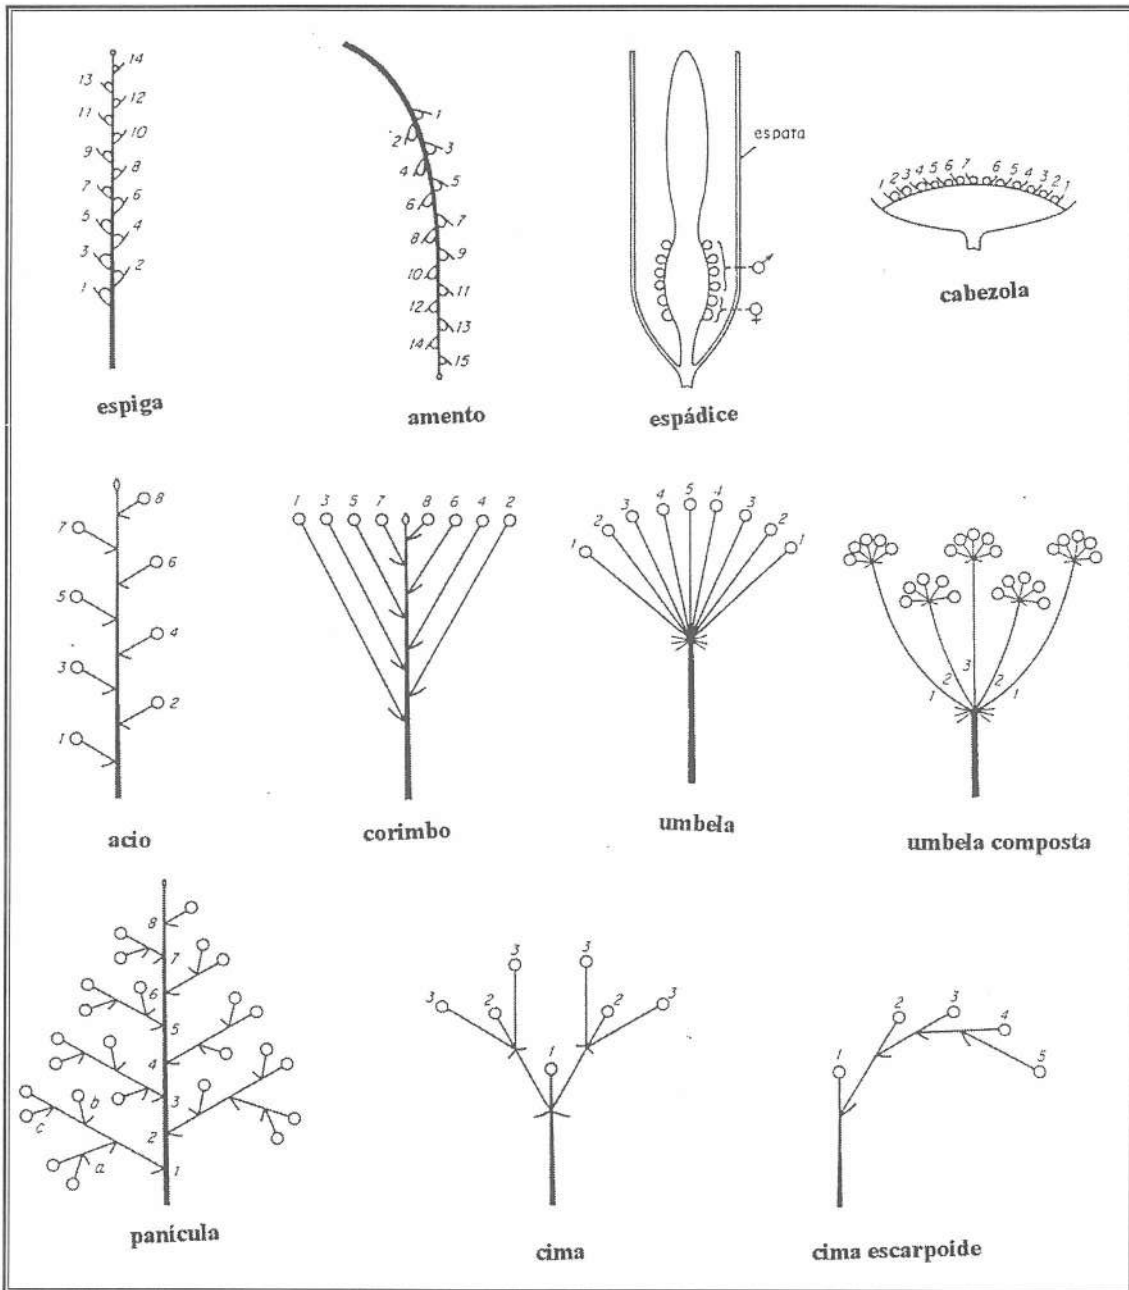 14
13
12
11
10
9
8
7
6
5
4
3
2
1
espiga
1
2
3
4
5
6
7
8
9
10
11
12
13
14
15
amento
espata
♂
♀
espádice
1 2 3 4 5 6 7 6 5 4 3 2 1
cabezola
8
7
6
5
4
3
2
1
acio
1 3 5 7 8 6 4 2
corimbo
1 2 3 4 5 4 3 2 1
umbela
1 2 3 2 1
umbela composta
8
7
6
5
4
3
b
c
2
a
1
panícula
3 3
3 2 2 3
1
cima
1 2 3 4 5
cima escarpoide